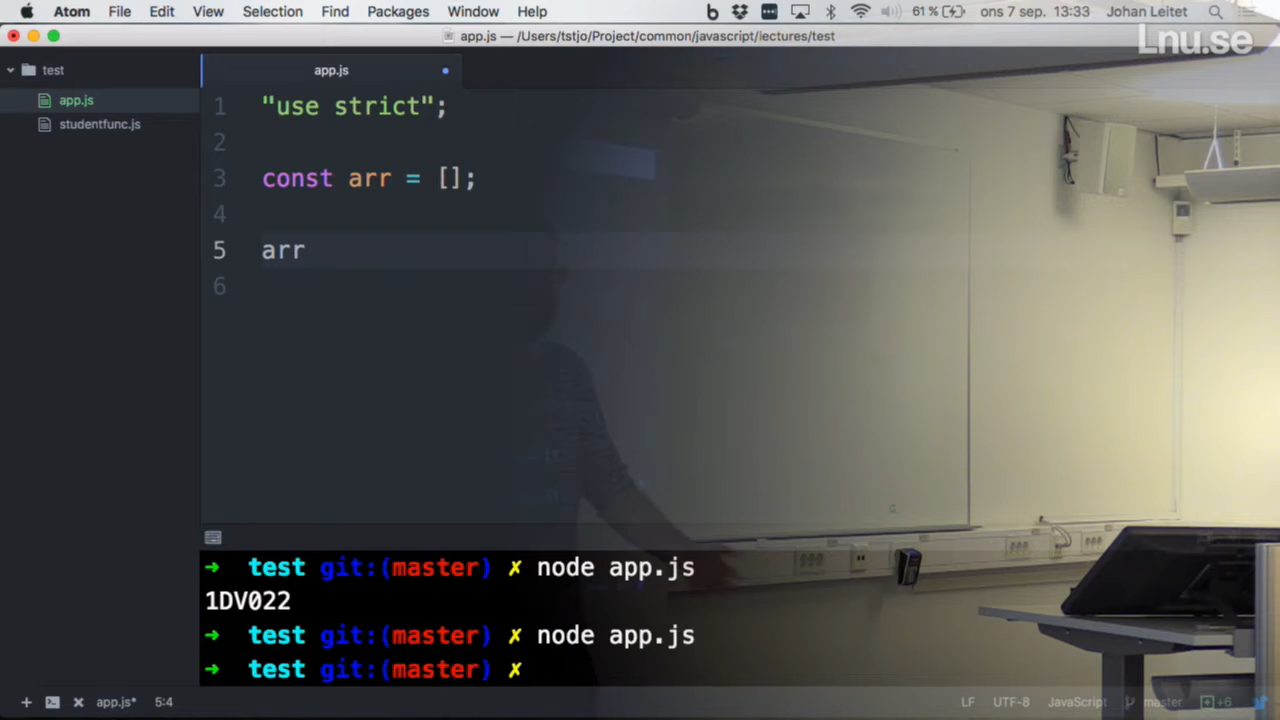 Atom File Edit View Selection Find Packages Window Help 61 % ons 7 sep. 13:33 Johan Leitet
app.js — /Users/tstjo/Project/common/javascript/lectures/test
Lnu.se
test
app.js
studentfunc.js
app.js
1 "use strict";
2
3 const arr = [];
4
5 arr
6
➜ test git:(master) ✗ node app.js
1DV022
➜ test git:(master) ✗ node app.js
➜ test git:(master) ✗
app.js* 5:4 LF UTF-8 JavaScript master +6